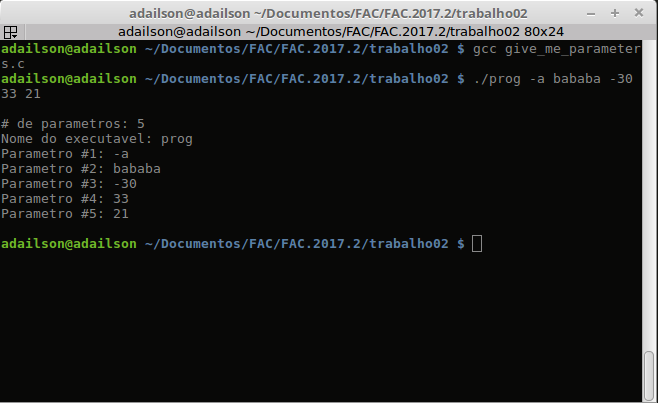 adailson@adailson ~/Documentos/FAC/FAC.2017.2/trabalho02
adailson@adailson ~/Documentos/FAC/FAC.2017.2/trabalho02 80x24
adailson@adailson ~/Documentos/FAC/FAC.2017.2/trabalho02 $ gcc give_me_parameter
s.c
adailson@adailson ~/Documentos/FAC/FAC.2017.2/trabalho02 $ ./prog -a bababa -30
33 21
# de parametros: 5
Nome do executavel: prog
Parametro #1: -a
Parametro #2: bababa
Parametro #3: -30
Parametro #4: 33
Parametro #5: 21
adailson@adailson ~/Documentos/FAC/FAC.2017.2/trabalho02 $